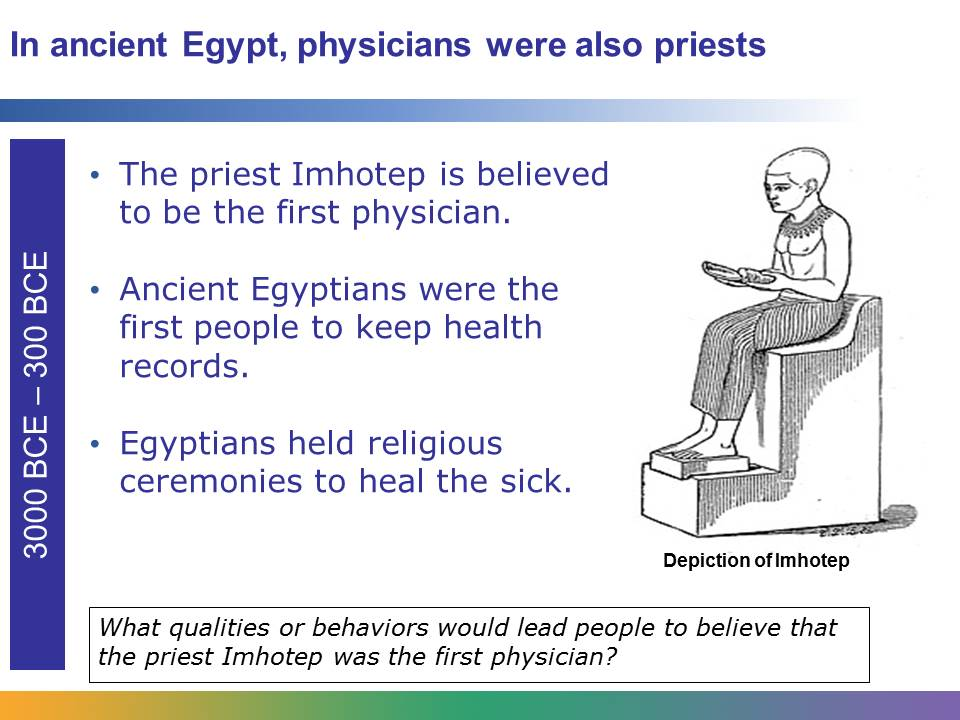 In ancient Egypt, physicians were also priests
3000 BCE – 300 BCE
• The priest Imhotep is believed
to be the first physician.
• Ancient Egyptians were the
first people to keep health
records.
• Egyptians held religious
ceremonies to heal the sick.
Depiction of Imhotep
What qualities or behaviors would lead people to believe that
the priest Imhotep was the first physician?